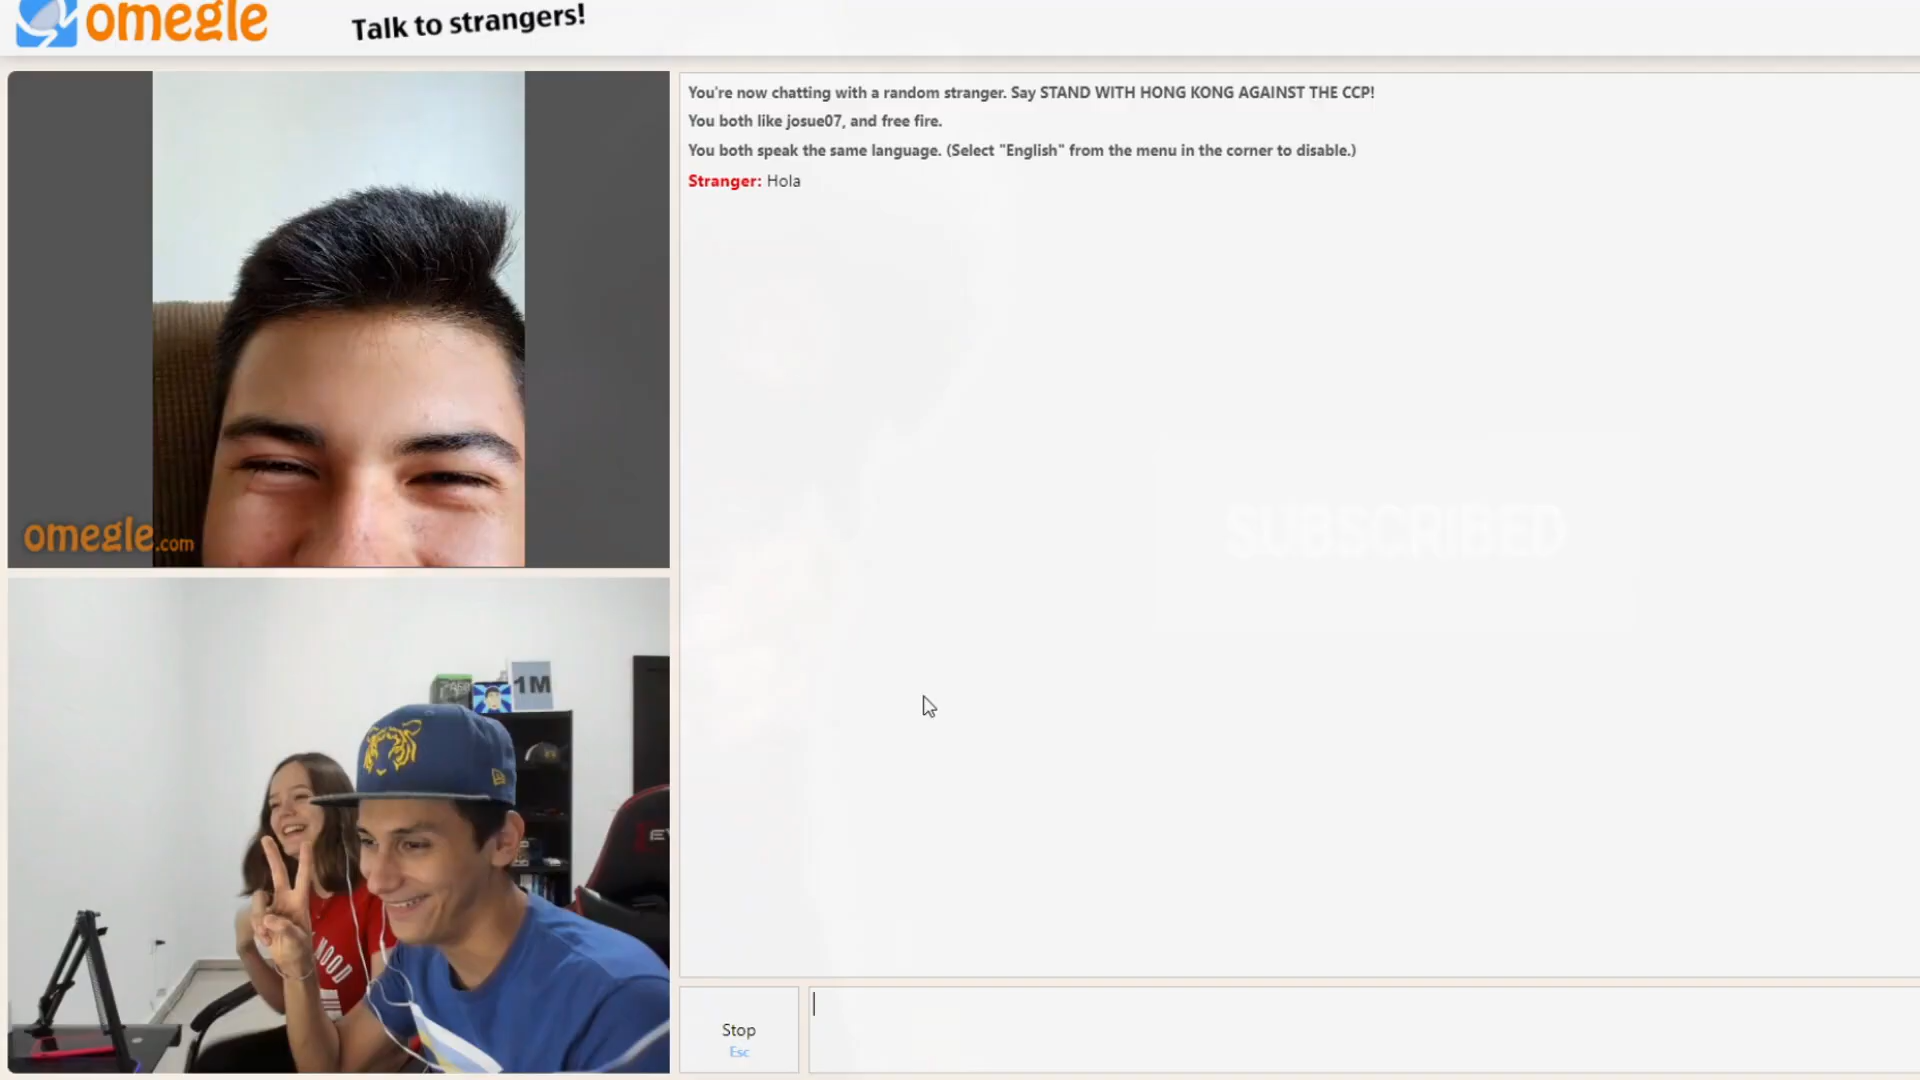 omegle
Talk to strangers!
You're now chatting with a random stranger. Say STAND WITH HONG KONG AGAINST THE CCP!
You both like josue07, and free fire.
You both speak the same language. (Select "English" from the menu in the corner to disable.)
Stranger: Hola
SUBSCRIBED
omegle.com
1M
Stop
Esc